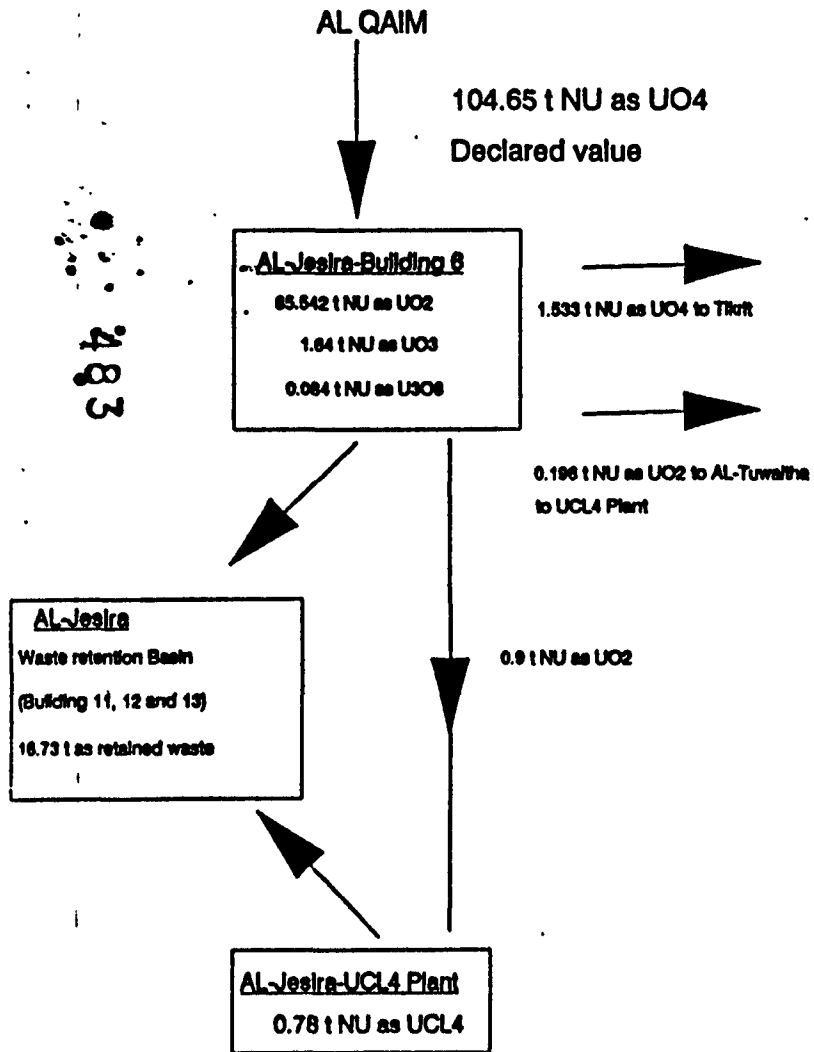 AL QAIM
104.65 t NU as UO4
Declared value
AL-Jesira-Building 6
85.542 t NU as UO2
1.64 t NU as UO3
0.084 t NU as U3O8
1.533 t NU as UO4 to Tikrit
0.196 t NU as UO2 to AL-Tuwaitha
to UCL4 Plant
483
AL-Jesira
Waste retention Basin
(Building 11, 12 and 13)
16.73 t as retained waste
0.9 t NU as UO2
AL-Jesira-UCL4 Plant
0.78 t NU as UCL4